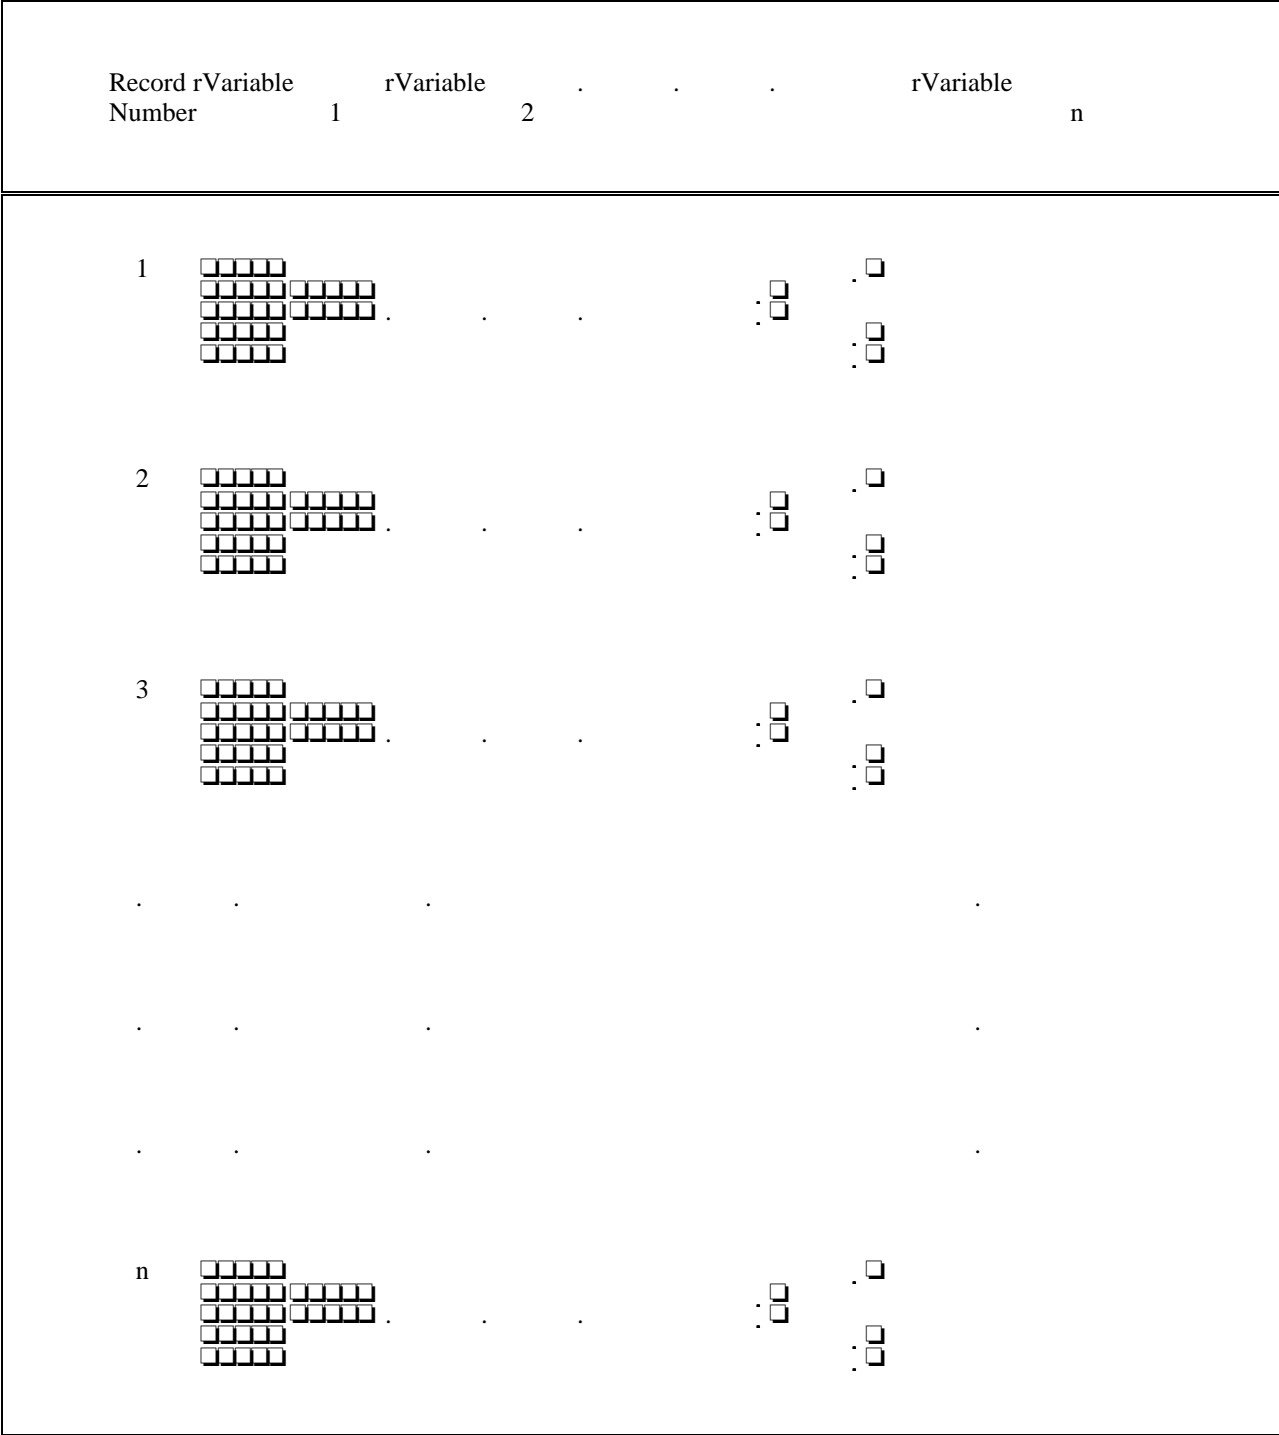 Record rVariable rVariable . . . rVariable
Number 1 2 n
1 ❏❏❏❏❏ . ❏
❏❏❏❏❏ ❏❏❏❏❏ . ❏
❏❏❏❏❏ ❏❏❏❏❏ . . . . ❏
❏❏❏❏❏ . ❏
❏❏❏❏❏ . ❏
2 ❏❏❏❏❏ . ❏
❏❏❏❏❏ ❏❏❏❏❏ . ❏
❏❏❏❏❏ ❏❏❏❏❏ . . . . ❏
❏❏❏❏❏ . ❏
❏❏❏❏❏ . ❏
3 ❏❏❏❏❏ . ❏
❏❏❏❏❏ ❏❏❏❏❏ . ❏
❏❏❏❏❏ ❏❏❏❏❏ . . . . ❏
❏❏❏❏❏ . ❏
❏❏❏❏❏ . ❏
. . . .
. . . .
. . . .
n ❏❏❏❏❏ . ❏
❏❏❏❏❏ ❏❏❏❏❏ . ❏
❏❏❏❏❏ ❏❏❏❏❏ . . . . ❏
❏❏❏❏❏ . ❏
❏❏❏❏❏ . ❏